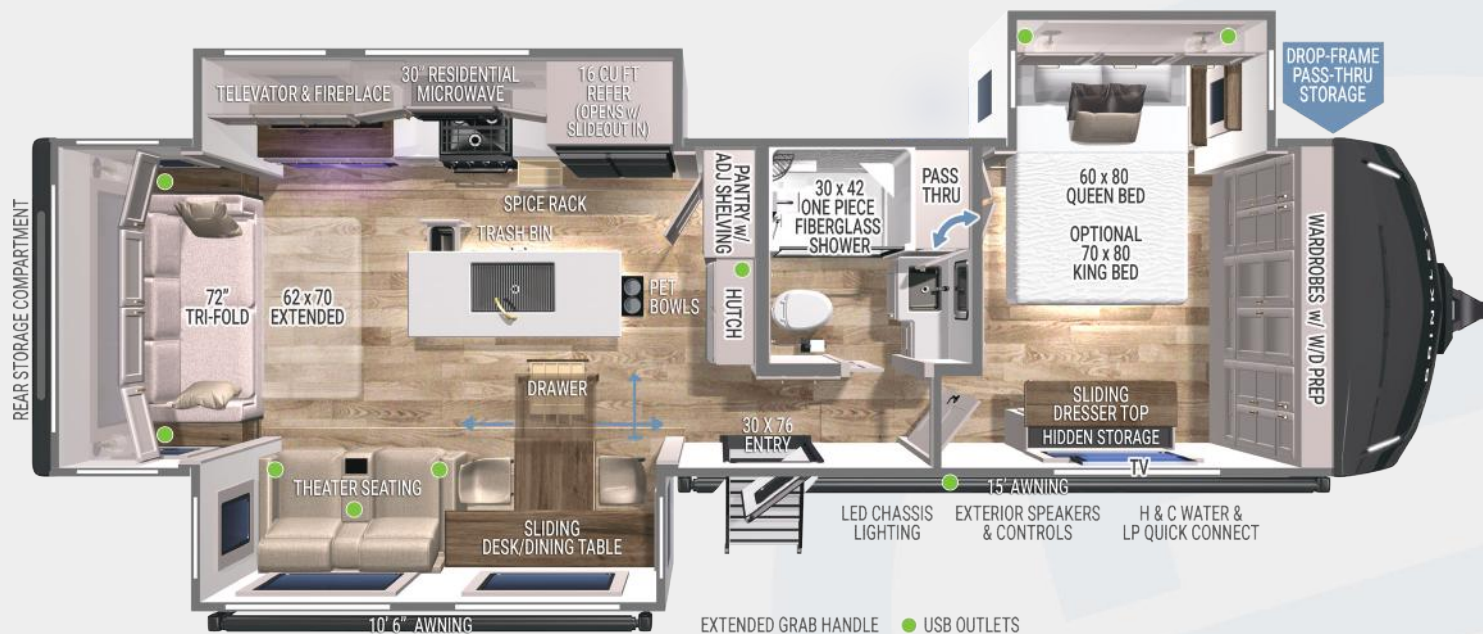 TELEVATOR & FIREPLACE
30" RESIDENTIAL
MICROWAVE
16 CU FT
REFER
(OPENS w/
SLIDEOUT IN)
DROP-FRAME
PASS-THRU
STORAGE
REAR STORAGE COMPARTMENT
72"
TRI-FOLD
62 x 70
EXTENDED
SPICE RACK
TRASH BIN
PET
BOWLS
PANTRY w/
ADJ SHELVING
HUTCH
30 x 42
ONE PIECE
FIBERGLASS
SHOWER
PASS
THRU
60 x 80
QUEEN BED
OPTIONAL
70 x 80
KING BED
WARDROBES w/ W/D PREP
BRINKLEY
DRAWER
30 X 76
ENTRY
SLIDING
DRESSER TOP
HIDDEN STORAGE
TV
THEATER SEATING
SLIDING
DESK/DINING TABLE
15' AWNING
LED CHASSIS
LIGHTING
EXTERIOR SPEAKERS
& CONTROLS
H & C WATER &
LP QUICK CONNECT
10' 6" AWNING
EXTENDED GRAB HANDLE
USB OUTLETS